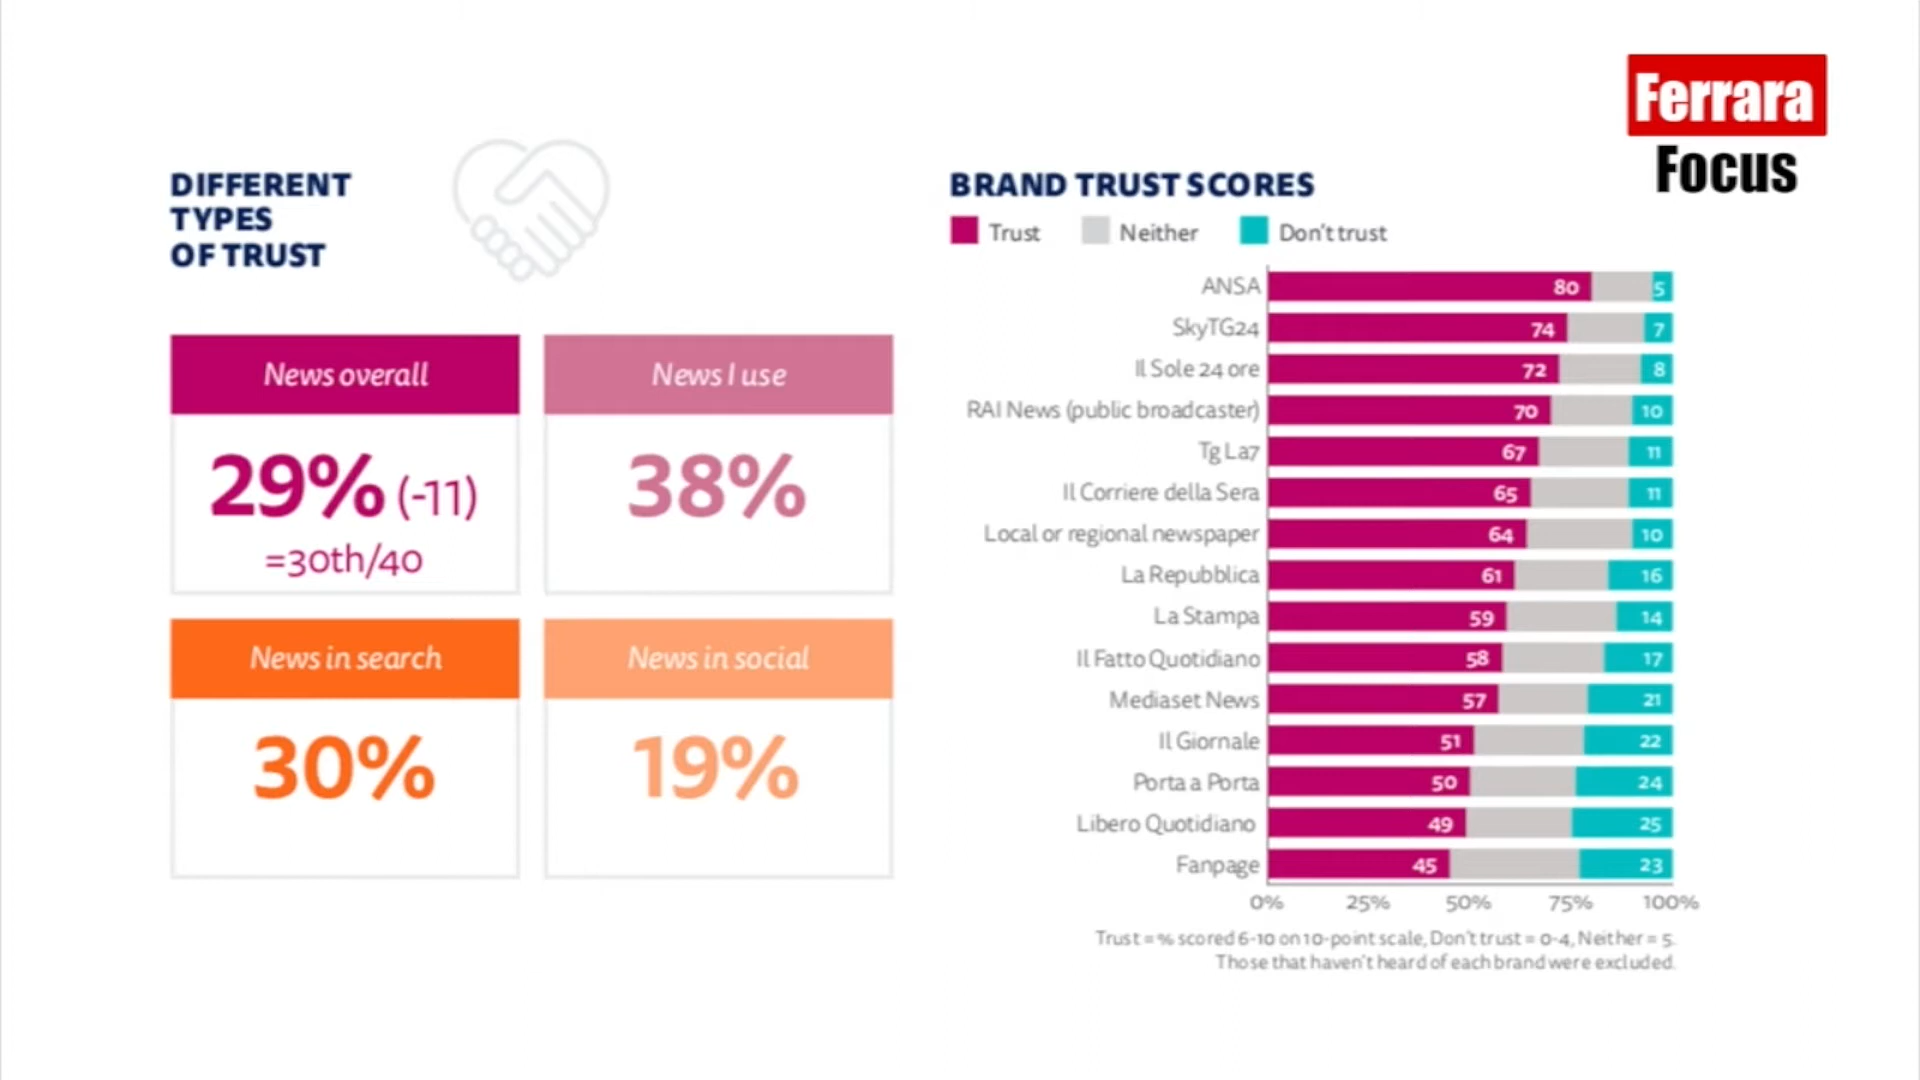 Ferrara
Focus
DIFFERENT
TYPES
OF TRUST
News overall
29% (-11)
=30th/40
News I use
38%
News in search
30%
News in social
19%
BRAND TRUST SCORES
Trust Neither Don't trust
ANSA 80 5
SkyTG24 74 7
Il Sole 24 ore 72 8
RAI News (public broadcaster) 70 10
Tg La7 67 11
Il Corriere della Sera 65 11
Local or regional newspaper 64 10
La Repubblica 61 16
La Stampa 59 14
Il Fatto Quotidiano 58 17
Mediaset News 57 21
Il Giornale 51 22
Porta a Porta 50 24
Libero Quotidiano 49 25
Fanpage 45 23
0% 25% 50% 75% 100%
Trust = % scored 6-10 on 10-point scale, Don't trust = 0-4, Neither = 5.
Those that haven't heard of each brand were excluded.